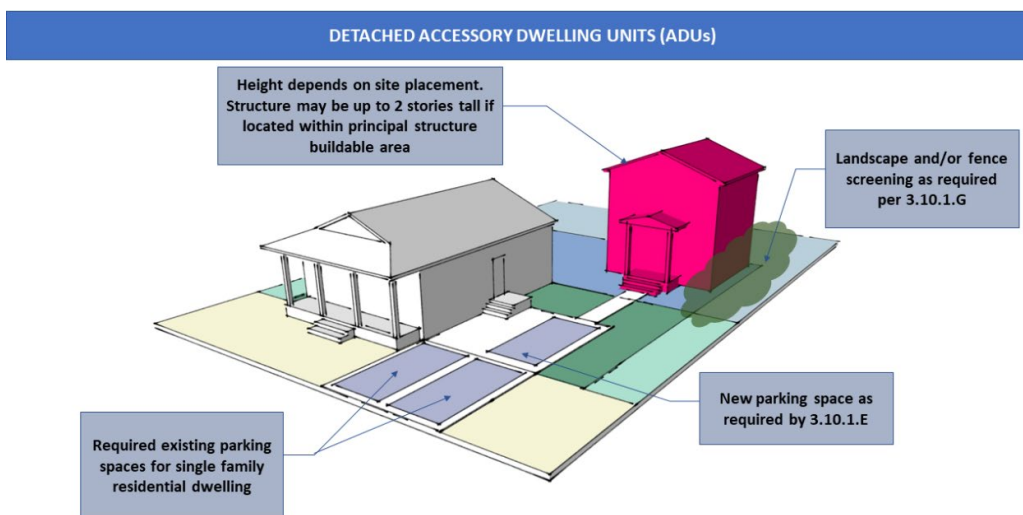 DETACHED ACCESSORY DWELLING UNITS (ADUs)
Height depends on site placement.
Structure may be up to 2 stories tall if
located within principal structure
buildable area
Landscape and/or fence
screening as required
per 3.10.1.G
New parking space as
required by 3.10.1.E
Required existing parking
spaces for single family
residential dwelling